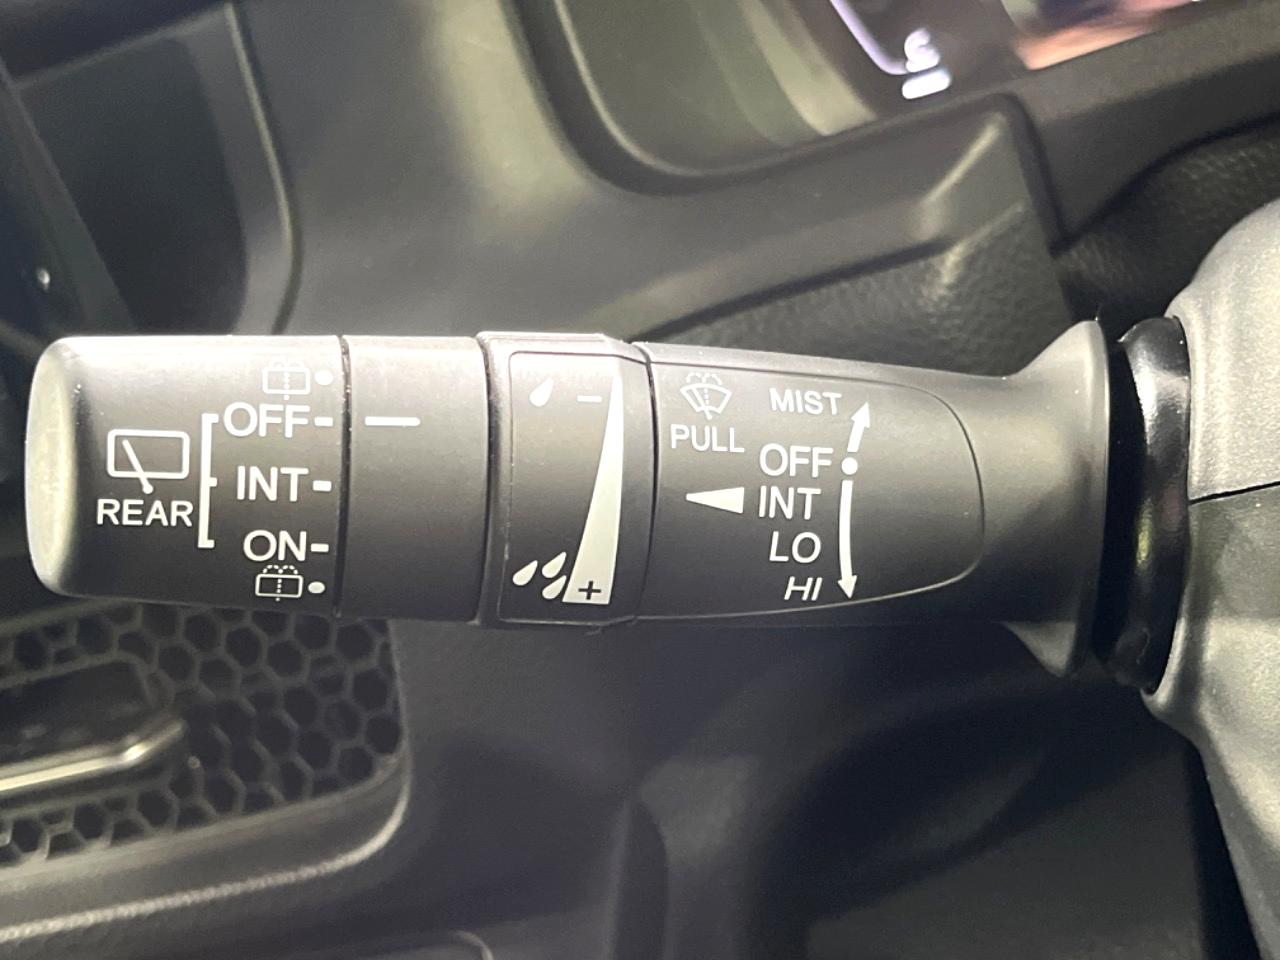 OFF
INT
ON
REAR
−
+
PULL
MIST
OFF
INT
LO
HI